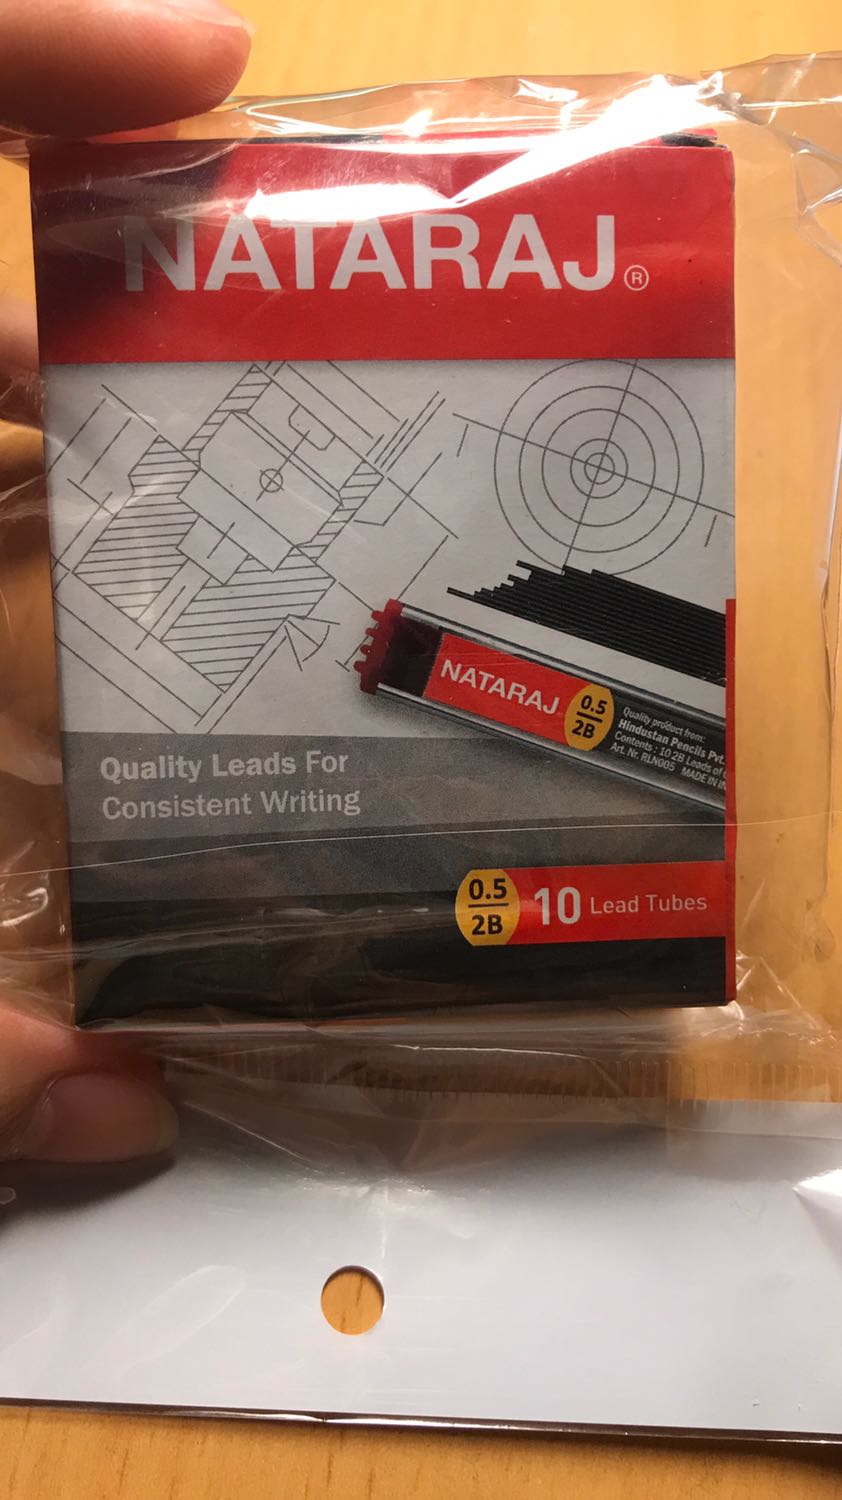 NATARAJ®
NATARAJ
0.5
2B
Quality product from:
Hindustan Pencils Pvt.
Contents : 10 2B Leads of
Art. Nr. RLN005 MADE IN IN
Quality Leads For
Consistent Writing
0.5
2B
10 Lead Tubes